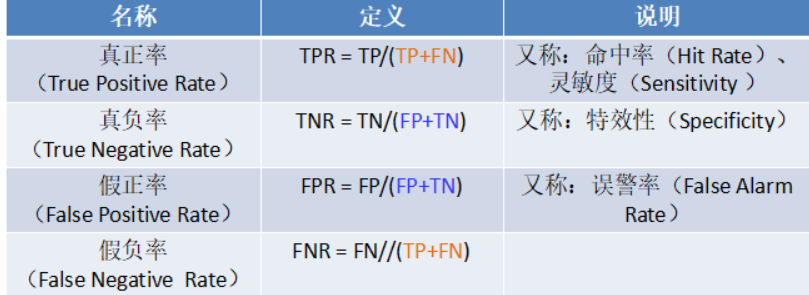 名称 定义 说明
真正率 TPR = TP/(TP+FN) 又称：命中率（Hit Rate）、
（True Positive Rate） 灵敏度（Sensitivity ）
真负率 TNR = TN/(FP+TN) 又称：特效性（Specificity）
（True Negative Rate）
假正率 FPR = FP/(FP+TN) 又称：误警率（False Alarm
（False Positive Rate） Rate）
假负率 FNR = FN//(TP+FN)
（False Negative Rate）